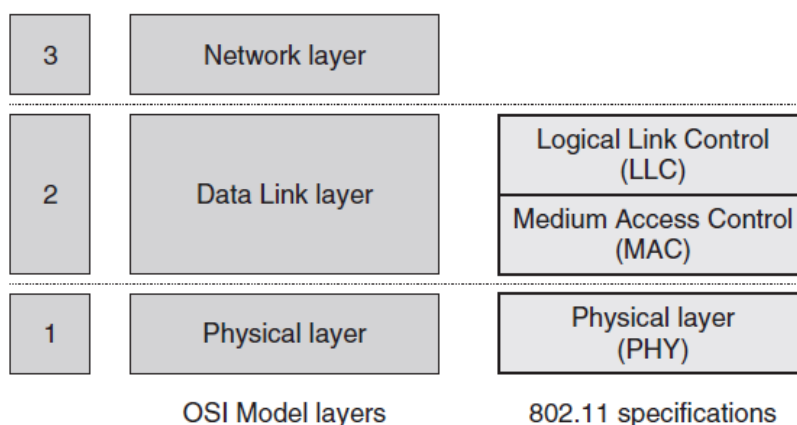 3
Network layer
2
Data Link layer
Logical Link Control
(LLC)
Medium Access Control
(MAC)
1
Physical layer
Physical layer
(PHY)
OSI Model layers
802.11 specifications